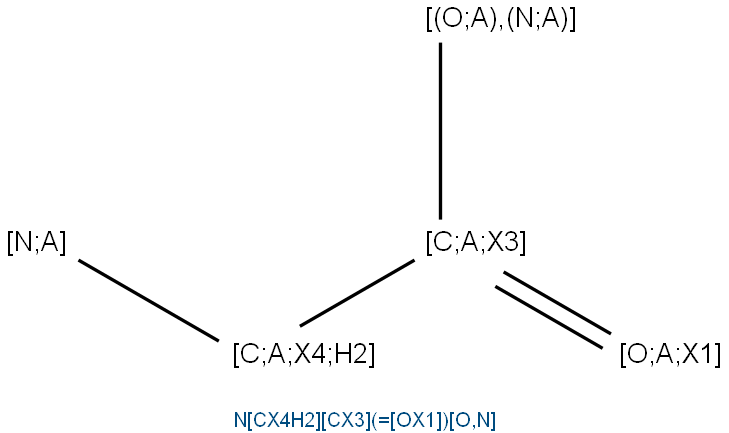 [(O;A),(N;A)]
[N;A]
[C;A;X3]
[C;A;X4;H2]
[O;A;X1]
N[CX4H2][CX3](=[OX1])[O,N]